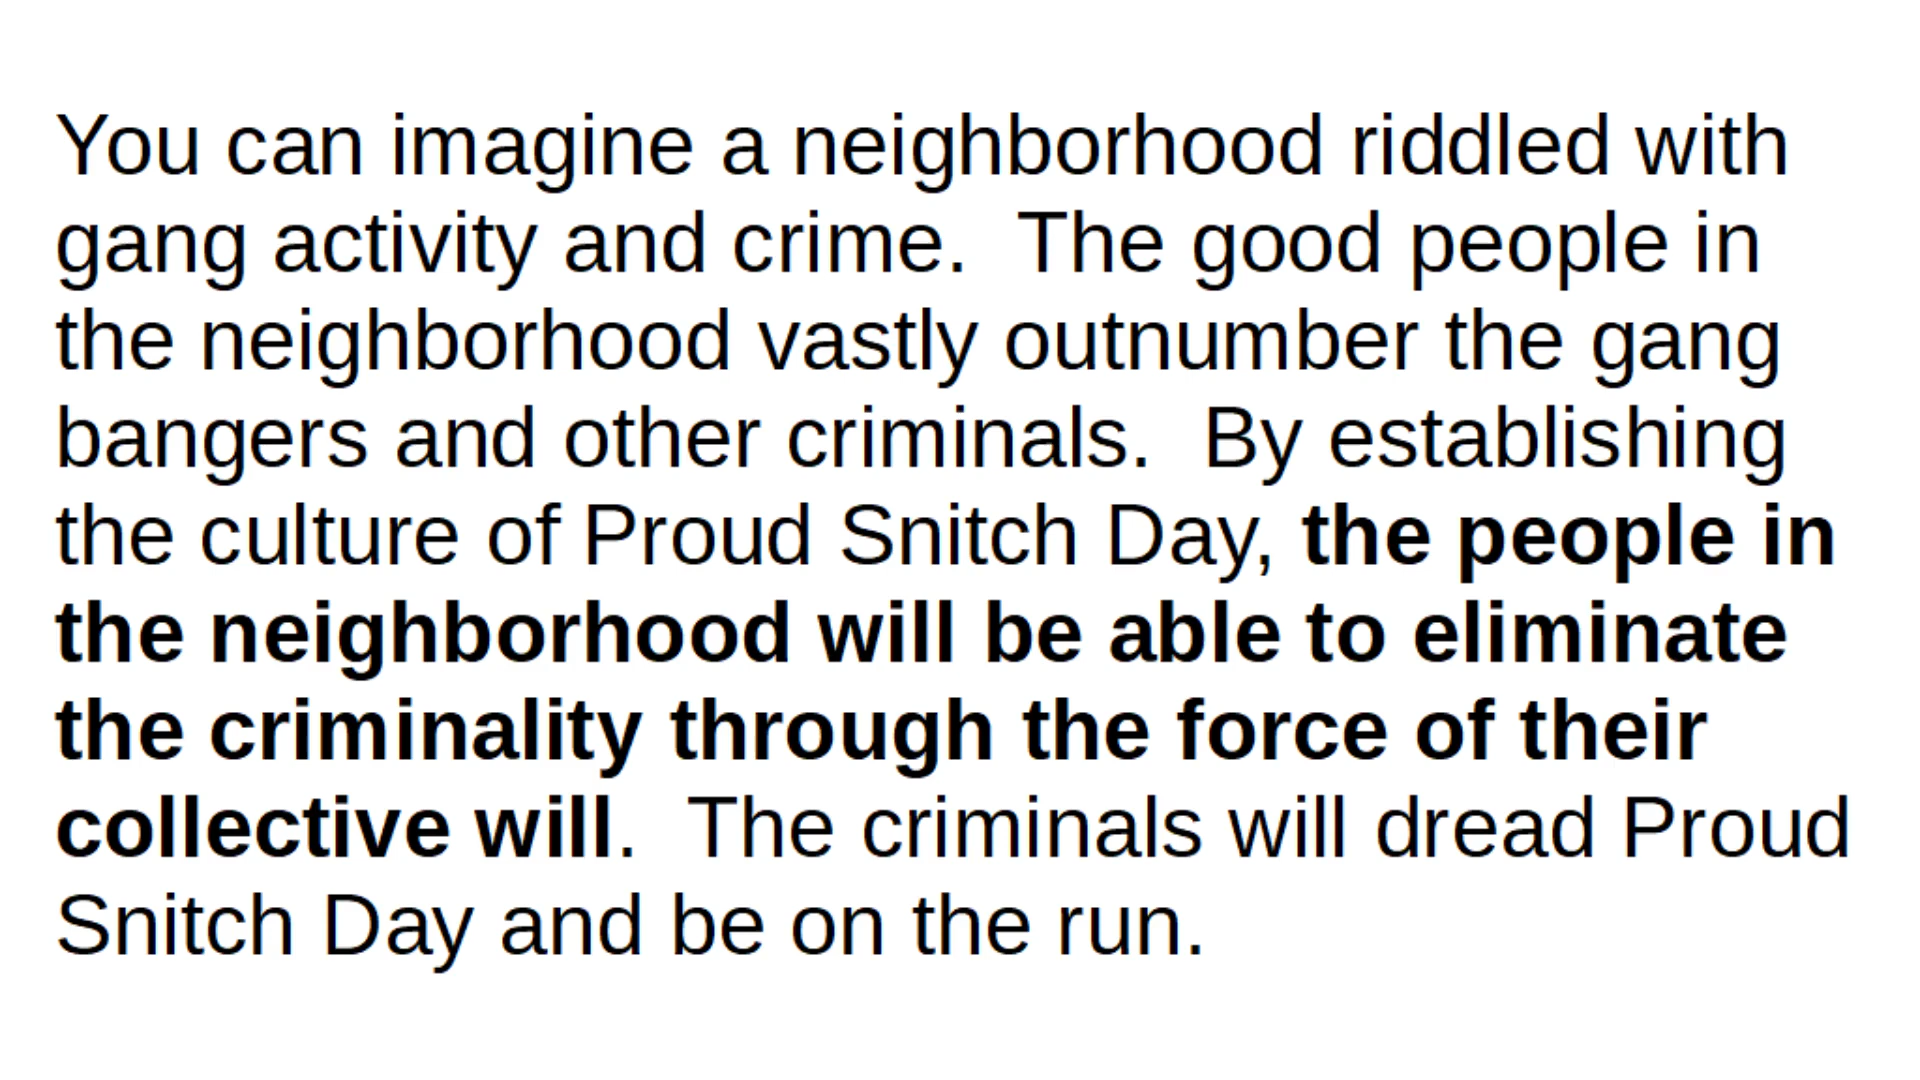 You can imagine a neighborhood riddled with
gang activity and crime.  The good people in
the neighborhood vastly outnumber the gang
bangers and other criminals.  By establishing
the culture of Proud Snitch Day, the people in
the neighborhood will be able to eliminate
the criminality through the force of their
collective will.  The criminals will dread Proud
Snitch Day and be on the run.